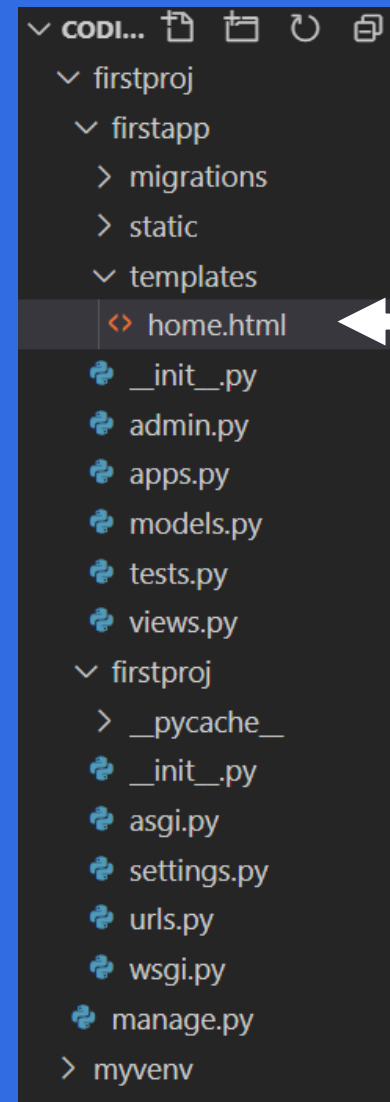 CODI...
firstproj
firstapp
migrations
static
templates
home.html
__init__.py
admin.py
apps.py
models.py
tests.py
views.py
firstproj
__pycache__
__init__.py
asgi.py
settings.py
urls.py
wsgi.py
manage.py
myvenv